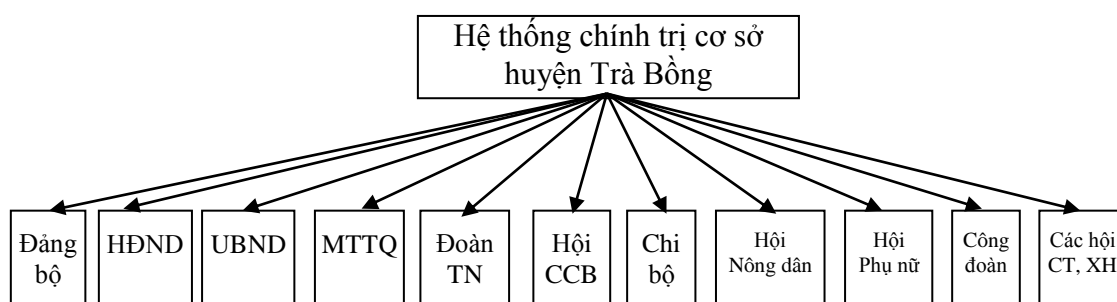 Hệ thống chính trị cơ sở
huyện Trà Bồng
Đảng
bộ
HĐND
UBND
MTTQ
Đoàn
TN
Hội
CCB
Chi
bộ
Hội
Nông dân
Hội
Phụ nữ
Công
đoàn
Các hội
CT, XH